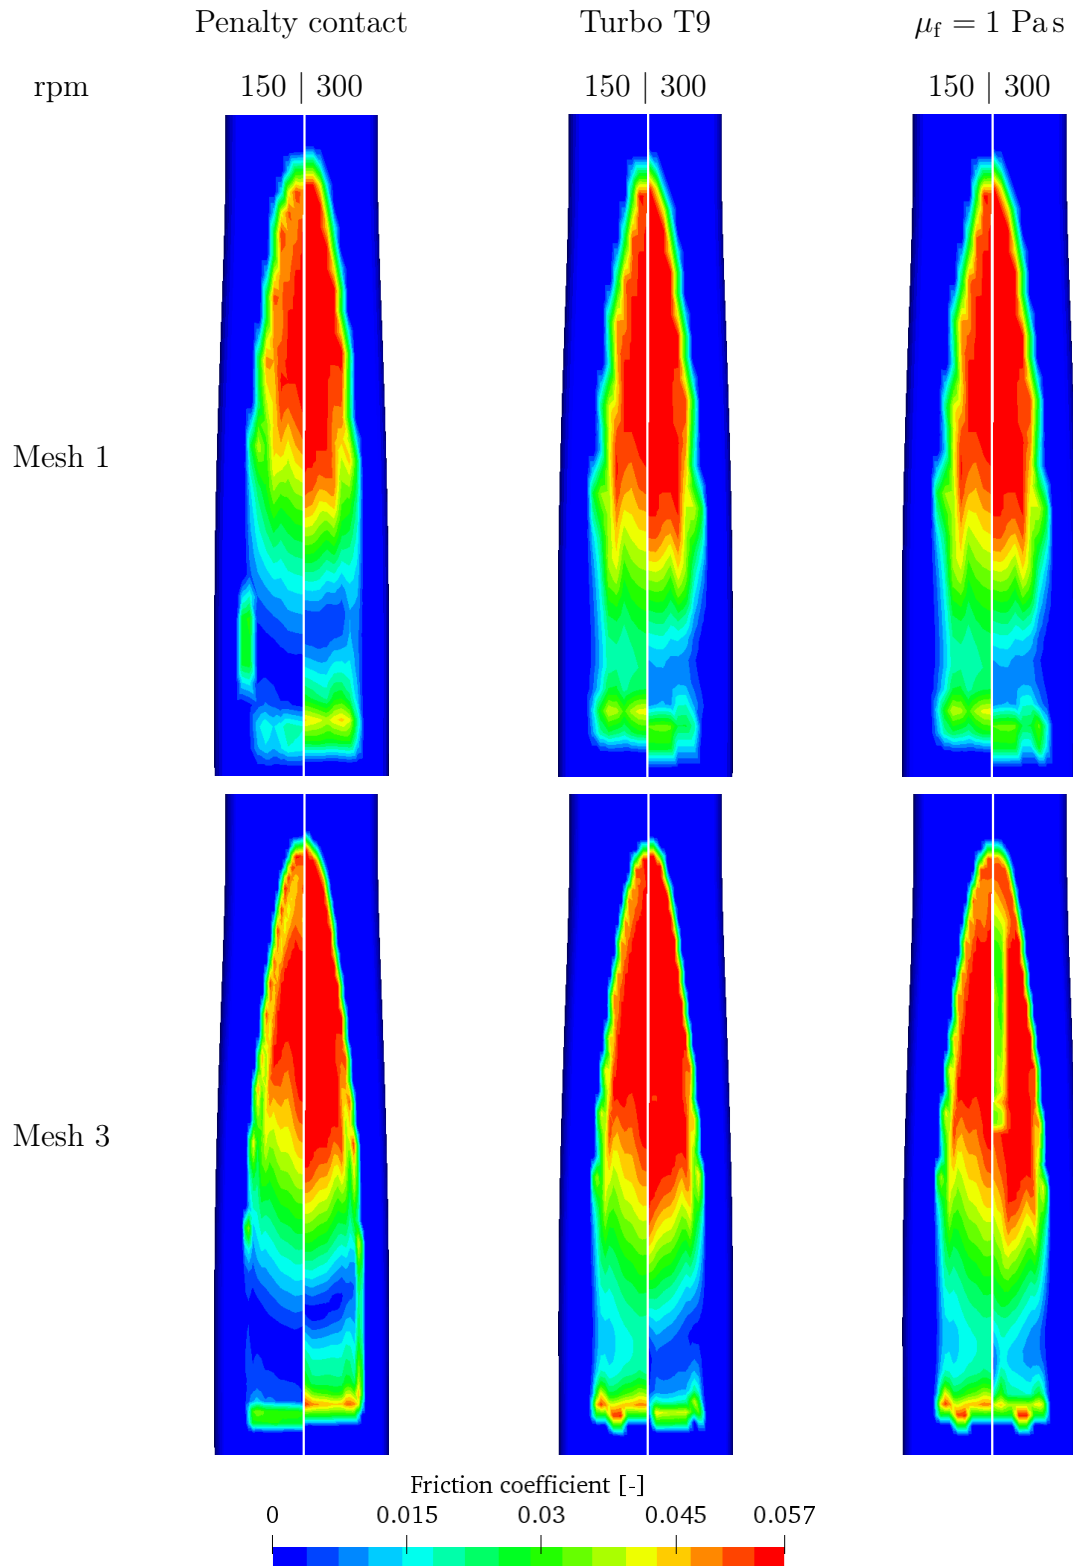 Penalty contact Turbo T9 μf = 1 Pa s
rpm 150 | 300 150 | 300 150 | 300
Mesh 1
Mesh 3
Friction coefficient [-]
0 0.015 0.03 0.045 0.057